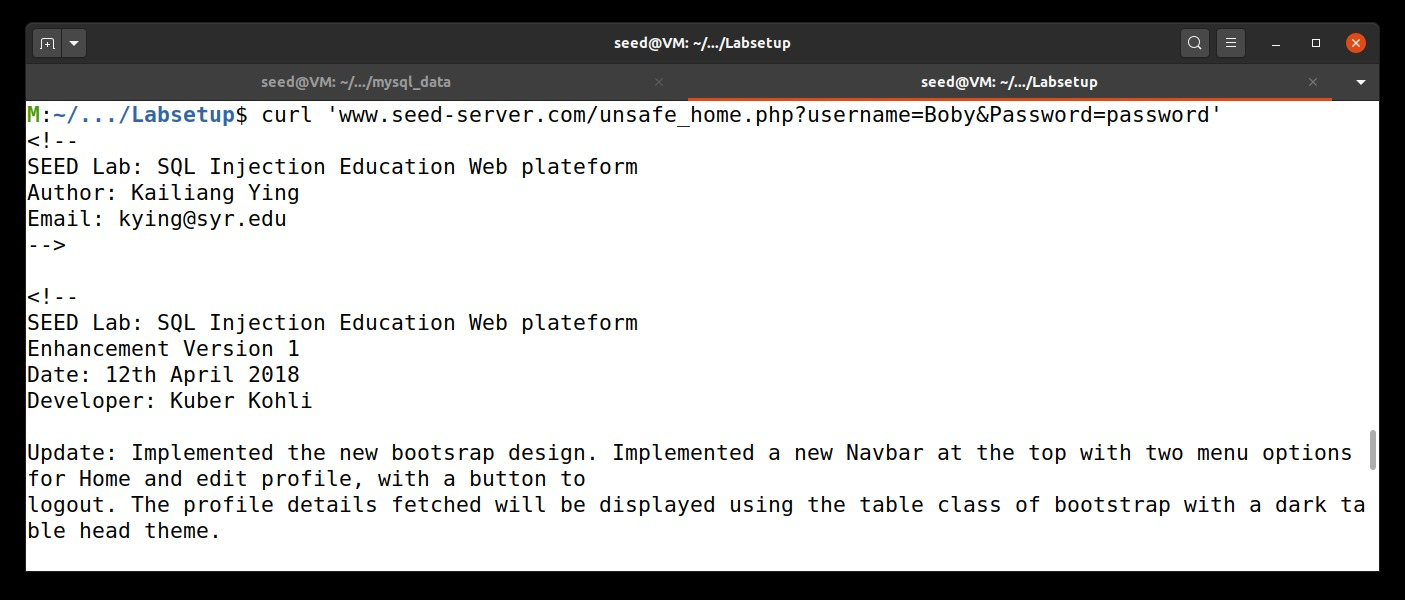 seed@VM: ~/.../Labsetup
seed@VM: ~/.../mysql_data
seed@VM: ~/.../Labsetup
M:~/.../Labsetup$ curl 'www.seed-server.com/unsafe_home.php?username=Boby&Password=password'
<!--
SEED Lab: SQL Injection Education Web plateform
Author: Kailiang Ying
Email: kying@syr.edu
-->
<!--
SEED Lab: SQL Injection Education Web plateform
Enhancement Version 1
Date: 12th April 2018
Developer: Kuber Kohli
Update: Implemented the new bootsrap design. Implemented a new Navbar at the top with two menu options
for Home and edit profile, with a button to
logout. The profile details fetched will be displayed using the table class of bootstrap with a dark ta
ble head theme.